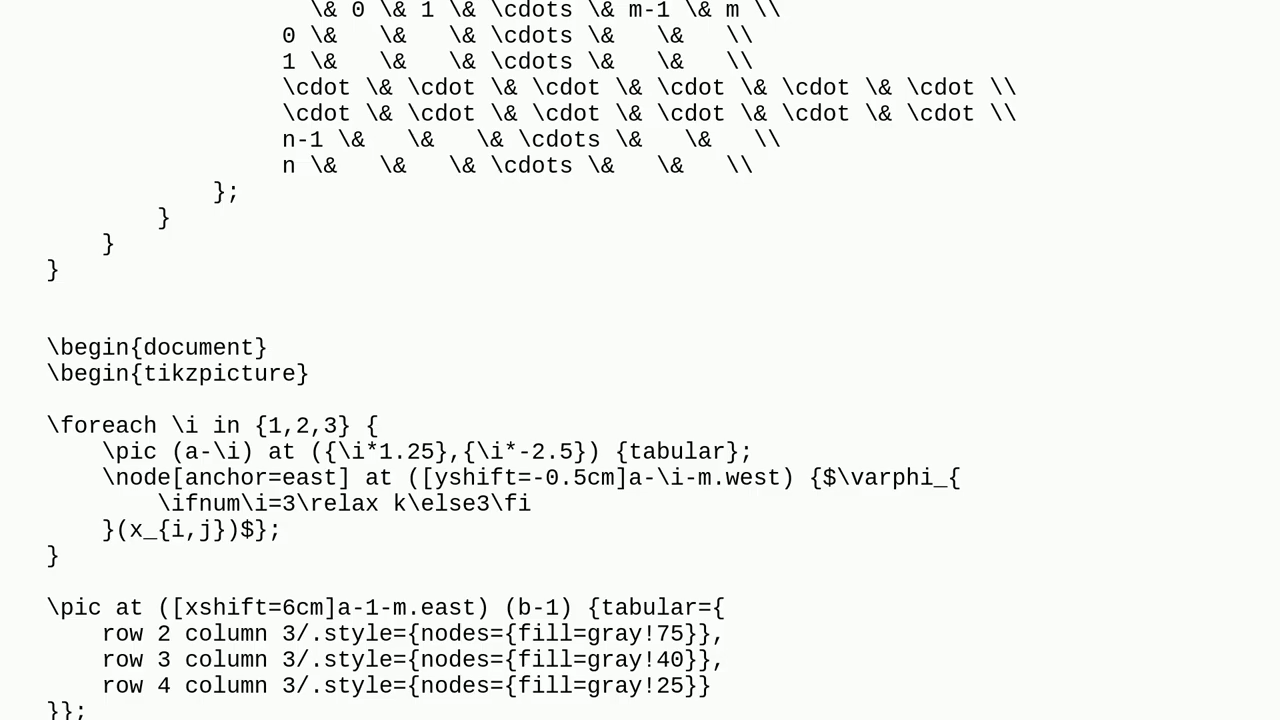 \& 0 \& 1 \& \cdots \& m-1 \& m \\
0 \&   \&   \& \cdots \&   \&   \\
1 \&   \&   \& \cdots \&   \&   \\
\cdot \& \cdot \& \cdot \& \cdot \& \cdot \& \cdot \\
\cdot \& \cdot \& \cdot \& \cdot \& \cdot \& \cdot \\
n-1 \&   \&   \& \cdots \&   \&   \\
n \&   \&   \& \cdots \&   \&   \\
};
}
}
}
\begin{document}
\begin{tikzpicture}
\foreach \i in {1,2,3} {
\pic (a-\i) at ({\i*1.25},{\i*-2.5}) {tabular};
\node[anchor=east] at ([yshift=-0.5cm]a-\i-m.west) {$\varphi_{
\ifnum\i=3\relax k\else3\fi
}(x_{i,j})$};
}
\pic at ([xshift=6cm]a-1-m.east) (b-1) {tabular={
row 2 column 3/.style={nodes={fill=gray!75}},
row 3 column 3/.style={nodes={fill=gray!40}},
row 4 column 3/.style={nodes={fill=gray!25}}
}};